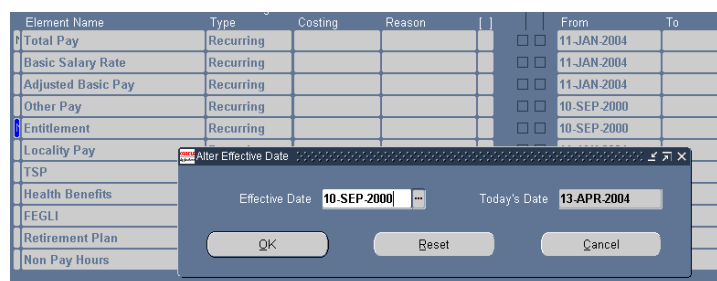 Element Name Type Costing Reason [ ] From To
Total Pay Recurring 11-JAN-2004
Basic Salary Rate Recurring 11-JAN-2004
Adjusted Basic Pay Recurring 11-JAN-2004
Other Pay Recurring 10-SEP-2000
Entitlement Recurring 10-SEP-2000
Locality Pay
TSP
Health Benefits
FEGLI
Retirement Plan
Non Pay Hours
Alter Effective Date
Effective Date 10-SEP-2000 ... Today's Date 13-APR-2004
OK Reset Cancel